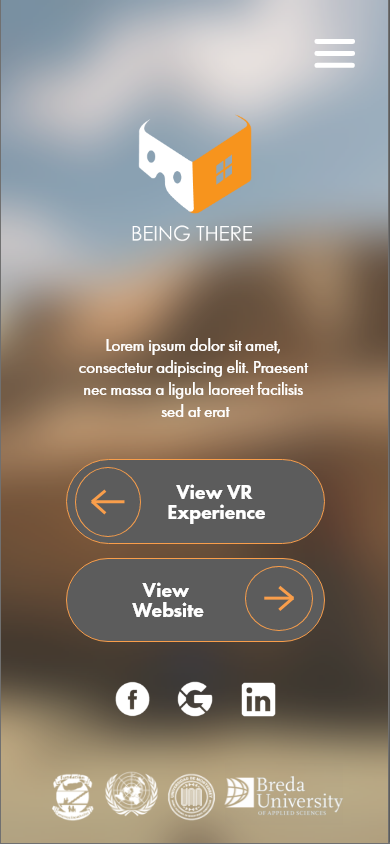 BEING THERE
Lorem ipsum dolor sit amet,
consectetur adipiscing elit. Praesent
nec massa a ligula laoreet facilisis
sed at erat
View VR
Experience
View
Website
f
G
in
Breda
University
OF APPLIED SCIENCES